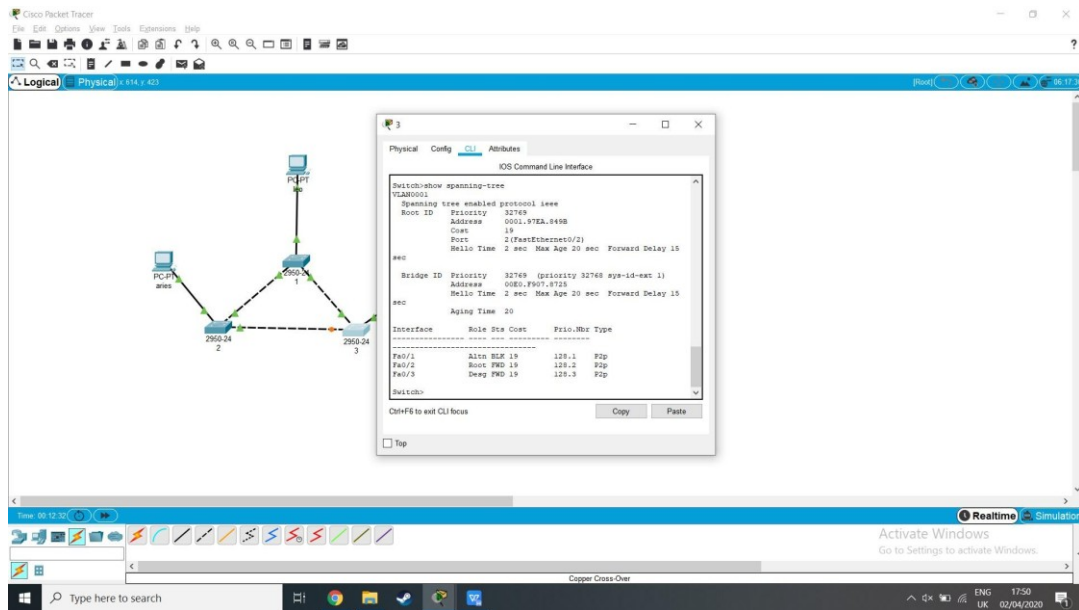 Cisco Packet Tracer
File Edit Options View Tools Extensions Help
?
Logical Physical x: 614, y: 423
[Root]
3
Physical Config CLI Attributes
IOS Command Line Interface
Switch>show spanning-tree
VLAN0001
Spanning tree enabled protocol ieee
Root ID Priority 32769
Address 0001.97EA.849B
Cost 19
Port 2(FastEthernet0/2)
Hello Time 2 sec Max Age 20 sec Forward Delay 15
sec
Bridge ID Priority 32769 (priority 32768 sys-id-ext 1)
Address 00E0.F907.8725
Hello Time 2 sec Max Age 20 sec Forward Delay 15
sec
Aging Time 20
Interface Role Sts Cost Prio.Nbr Type
---------------- ---- --- --------- --------
--------------------------------
Fa0/1 Altn BLK 19 128.1 P2p
Fa0/2 Root FWD 19 128.2 P2p
Fa0/3 Desg FWD 19 128.3 P2p
Switch>
Ctrl+F6 to exit CLI focus
Copy Paste
Top
PC-PT
leo
PC-PT
aries
2950-24
1
2950-24
2
2950-24
3
Time: 00:12:32
Realtime Simulation
Activate Windows
Go to Settings to activate Windows.
Copper Cross-Over
Type here to search
ENG
UK
17:50
02/04/2020